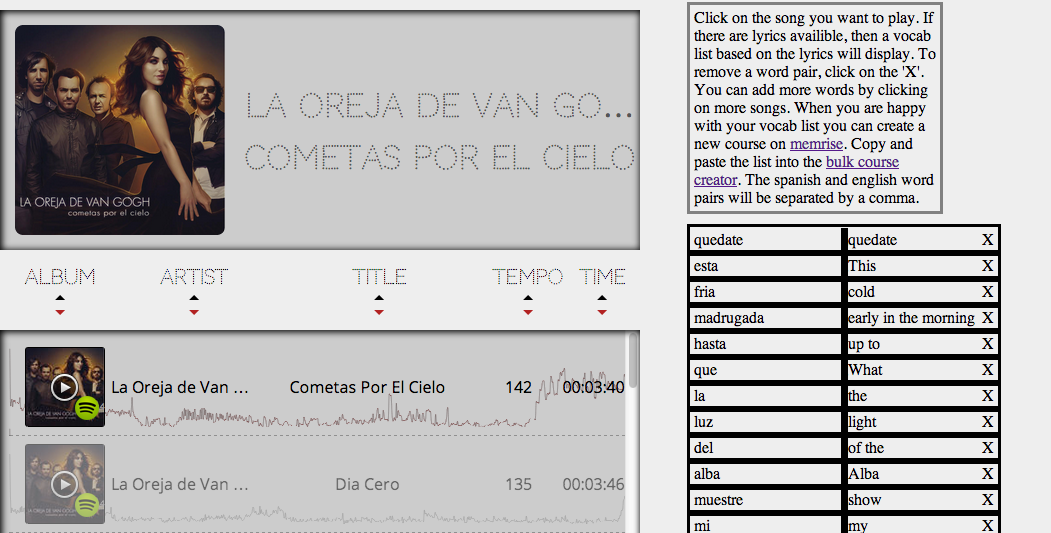 LA OREJA DE VAN GOGH
cometas por el cielo
LA OREJA DE VAN GO...
COMETAS POR EL CIELO
ALBUM ARTIST TITLE TEMPO TIME
La Oreja de Van ... Cometas Por El Cielo 142 00:03:40
LA OREJA DE VAN GOGH
La Oreja de Van ... Dia Cero 135 00:03:46
Click on the song you want to play. If
there are lyrics availible, then a vocab
list based on the lyrics will display. To
remove a word pair, click on the 'X'.
You can add more words by clicking
on more songs. When you are happy
with your vocab list you can create a
new course on memrise. Copy and
paste the list into the bulk course
creator. The spanish and english word
pairs will be separated by a comma.
quedate quedate X
esta This X
fria cold X
madrugada early in the morning X
hasta up to X
que What X
la the X
luz light X
del of the X
alba Alba X
muestre show X
mi my X